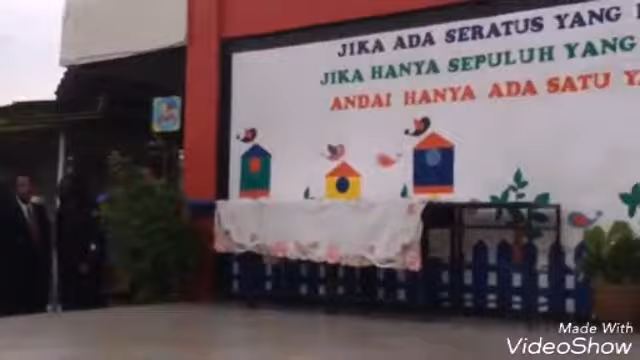 JIKA ADA SERATUS YANG
JIKA HANYA SEPULUH YANG
ANDAI HANYA ADA SATU
Made With
VideoShow